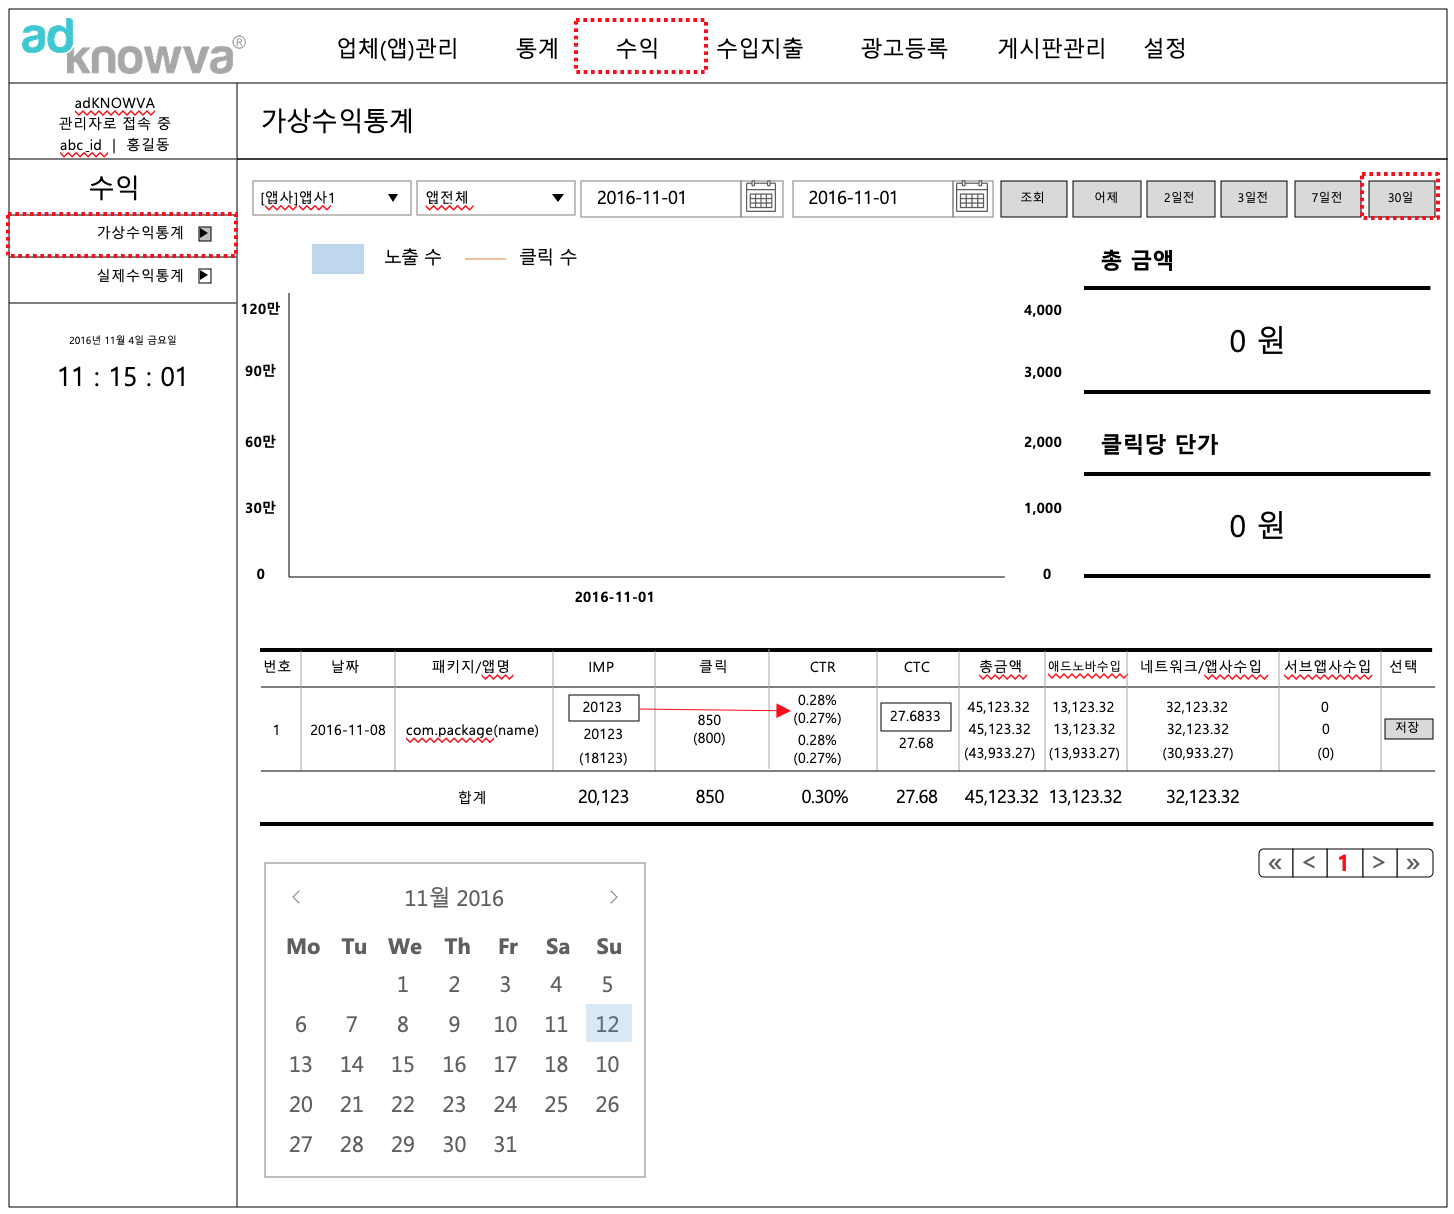 adknowva®
업체(앱)관리 통계 수익 수입지출 광고등록 게시판관리 설정
adKNOWVA
관리자로 접속 중
abc_id | 홍길동
가상수익통계
수익
가상수익통계
실제수익통계
2016년 11월 4일 금요일
11 : 15 : 01
[앱사]앱사1 앱전체 2016-11-01 2016-11-01 조회 어제 2일전 3일전 7일전 30일
노출 수 클릭 수
120만
90만
60만
30만
0
4,000
3,000
2,000
1,000
0
2016-11-01
총 금액
0 원
클릭당 단가
0 원
번호 날짜 패키지/앱명 IMP 클릭 CTR CTC 총금액 애드노바수입 네트워크/앱사수입 서브앱사수입 선택
1 2016-11-08 com.package(name)
20123
20123
(18123)
850
(800)
0.28%
(0.27%)
0.28%
(0.27%)
27.6833
27.68
45,123.32
45,123.32
(43,933.27)
13,123.32
13,123.32
(13,933.27)
32,123.32
32,123.32
(30,933.27)
0
0
(0)
저장
합계 20,123 850 0.30% 27.68 45,123.32 13,123.32 32,123.32
« < 1 > »
< 11월 2016 >
Mo Tu We Th Fr Sa Su
1 2 3 4 5
6 7 8 9 10 11 12
13 14 15 16 17 18 10
20 21 22 23 24 25 26
27 28 29 30 31